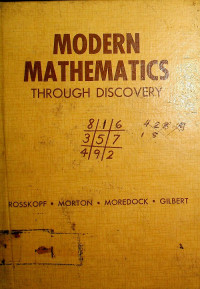 MODERN
MATHEMATICS
THROUGH DISCOVERY
8 1 6
3 5 7
4 9 2
ROSSKOPF • MORTON • MOREDOCK • GILBERT